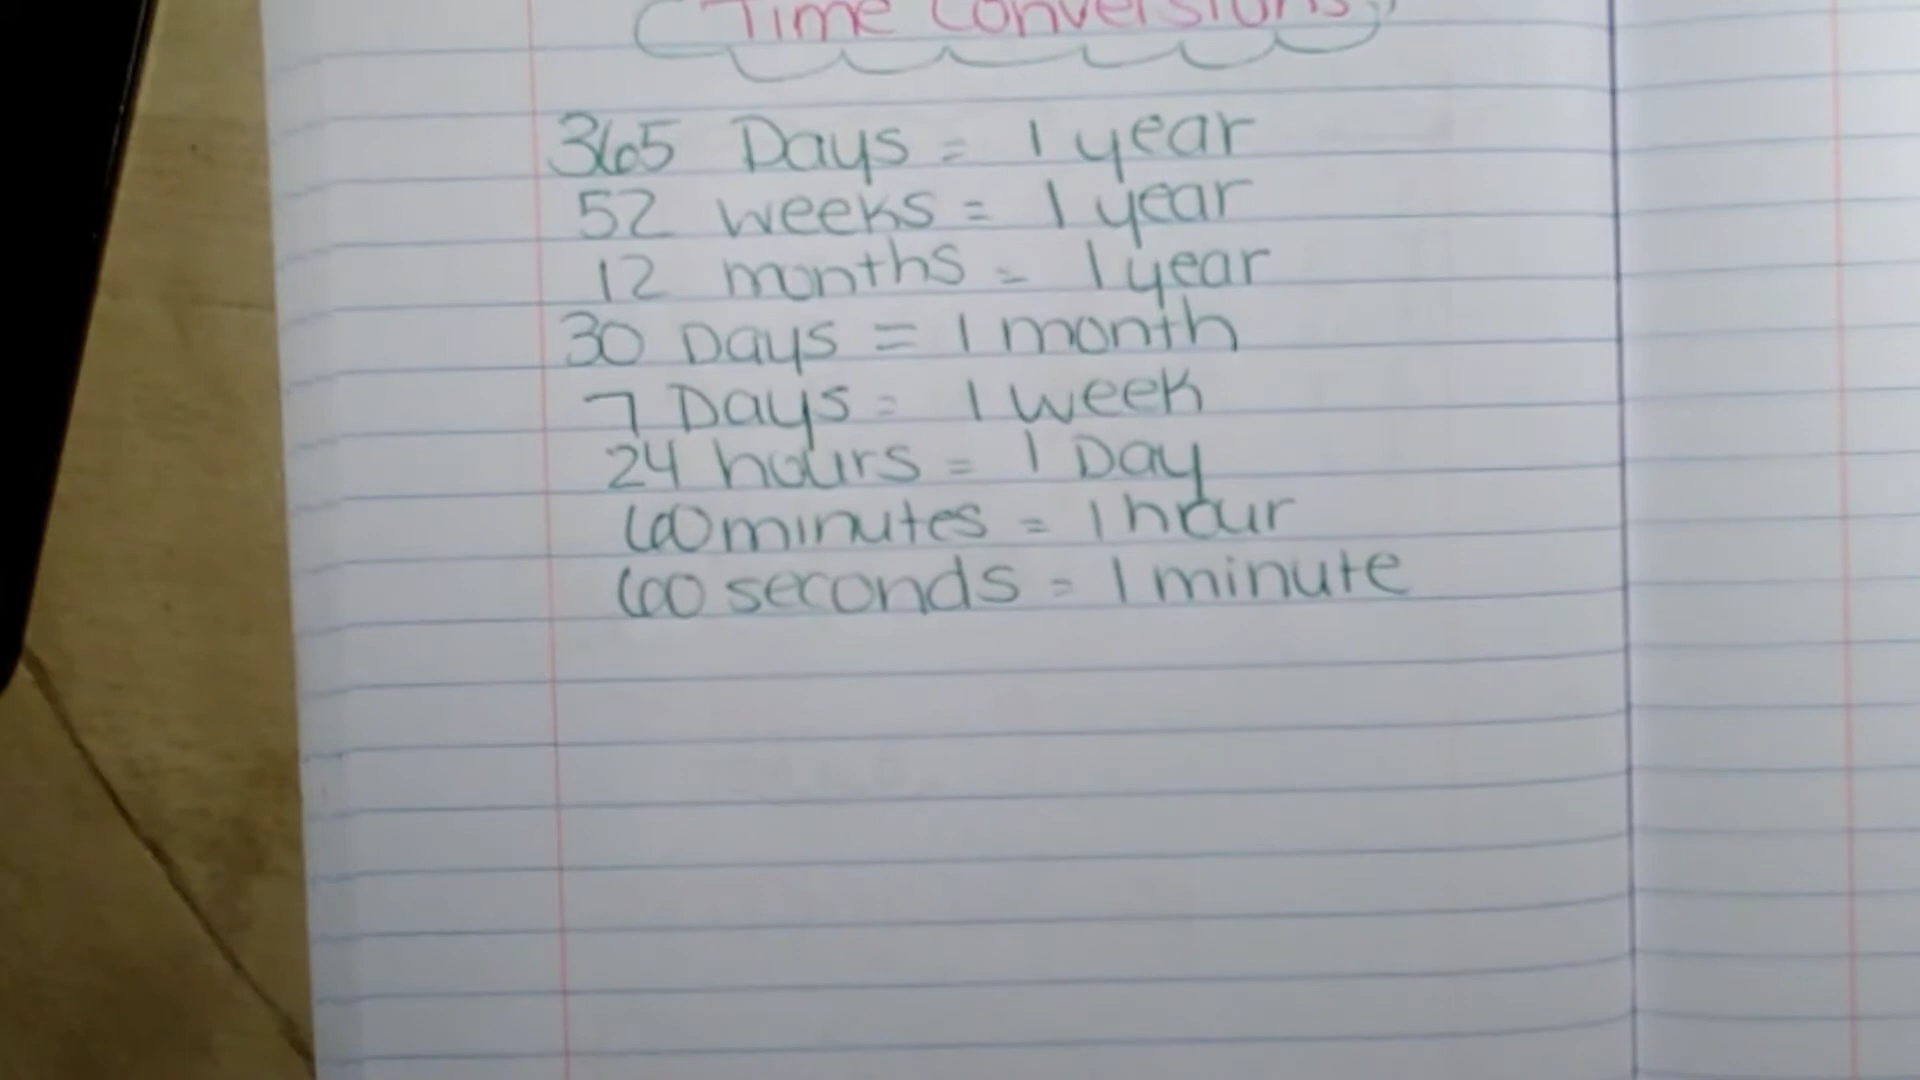 Time Conversions
365 Days = 1 year
52 weeks = 1 year
12 months = 1 year
30 Days = 1 month
7 Days = 1 week
24 hours = 1 Day
60 minutes = 1 hour
60 seconds = 1 minute